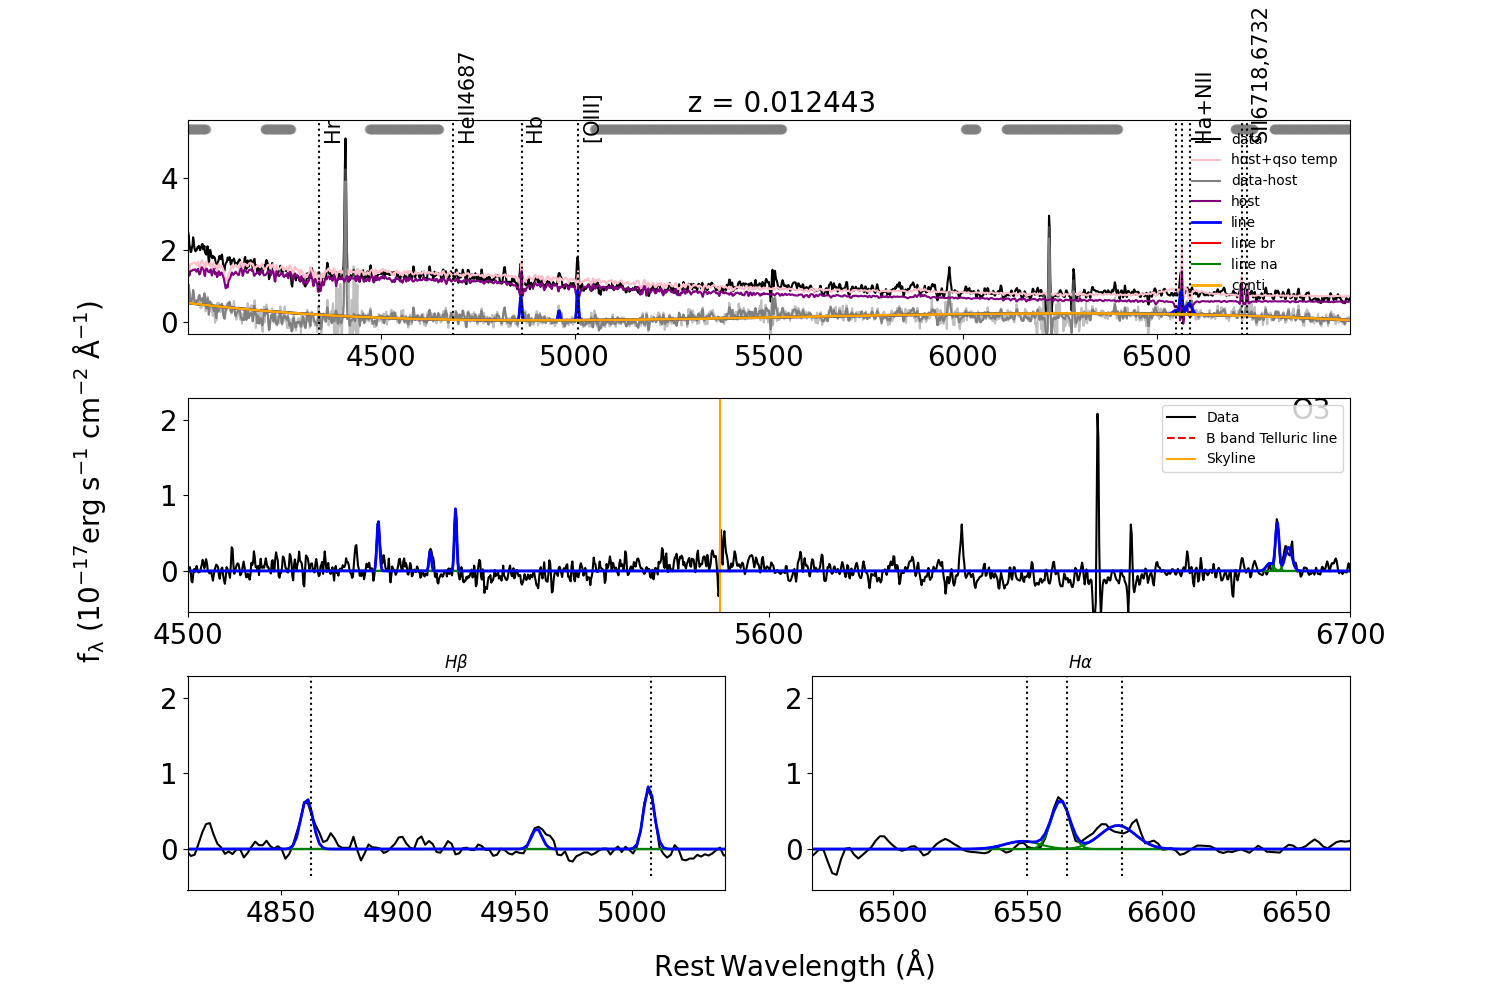 z = 0.012443
Hr
HeII4687
Hb
[OIII]
Ha+NII
SII6718,6732
data
host+qso temp
data-host
host
line
line br
line na
conti
4
2
0
4500 5000 5500 6000 6500
O3
Data
B band Telluric line
Skyline
2
1
0
4500 5600 6700
fλ (10−17erg s−1 cm−2 Å−1)
Hβ
2
1
0
4850 4900 4950 5000
Hα
2
1
0
6500 6550 6600 6650
Rest Wavelength (Å)